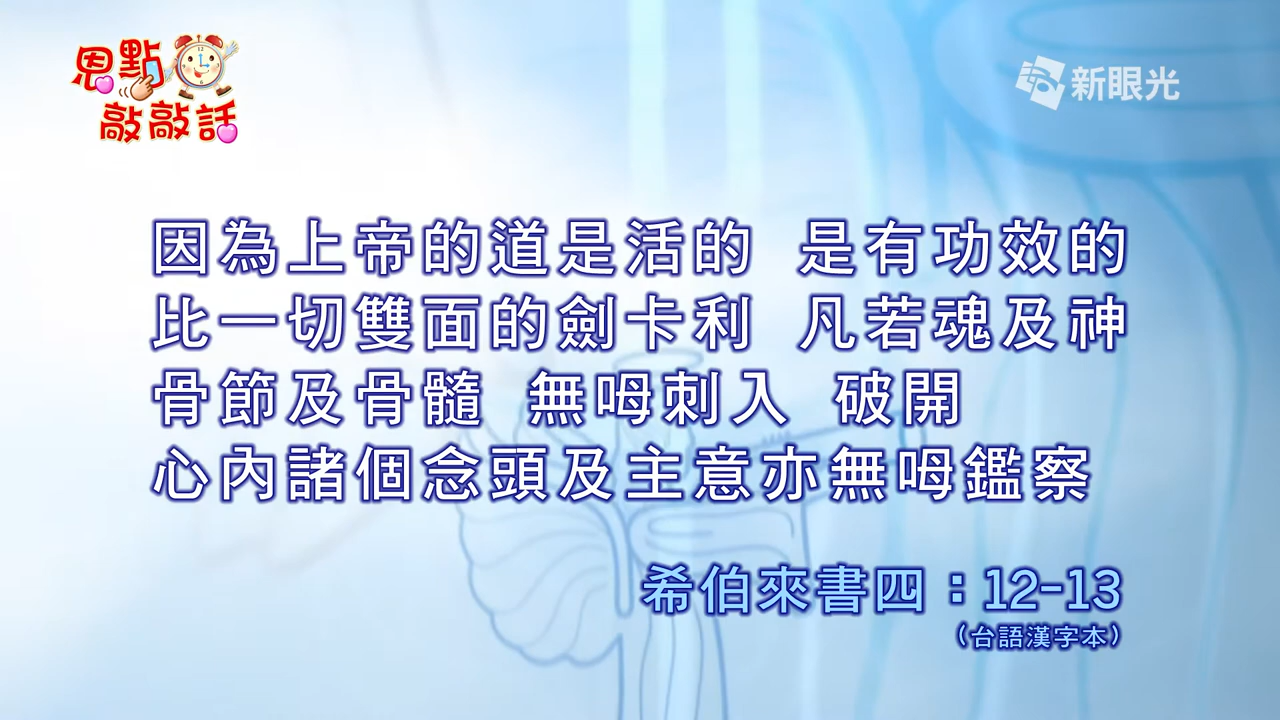 恩點
敲敲話
新眼光
因為上帝的道是活的 是有功效的
比一切雙面的劍卡利 凡若魂及神
骨節及骨髓 無呣刺入 破開
心內諸個念頭及主意亦無呣鑑察
希伯來書四：12-13
（台語漢字本）